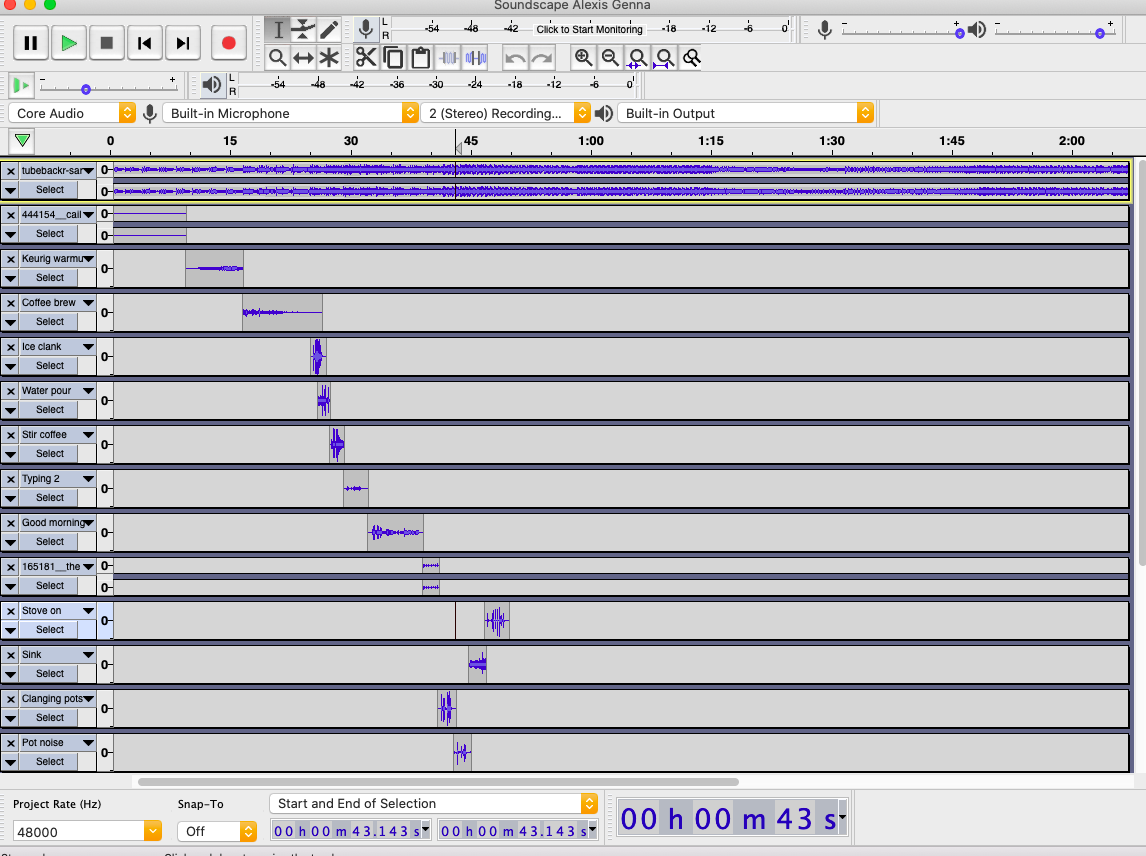 Soundscape Alexis Genna
L
R
-54 -48 -42 Click to Start Monitoring -18 -12 -6 0
- +
- +
- +
L
R
-54 -48 -42 -36 -30 -24 -18 -12 -6 0
Core Audio
Built-in Microphone
2 (Stereo) Recording...
Built-in Output
0 15 30 45 1:00 1:15 1:30 1:45 2:00
tubebackr-sar
Select
0
0
444154__cail
Select
0
0
Keurig warmu
Select
0
Coffee brew
Select
0
Ice clank
Select
0
Water pour
Select
0
Stir coffee
Select
0
Typing 2
Select
0
Good morning
Select
0
165181__the
Select
0
0
Stove on
Select
0
Sink
Select
0
Clanging pots
Select
0
Pot noise
Select
0
Project Rate (Hz)
Snap-To
Start and End of Selection
48000
Off
00 h 00 m 43.143 s
00 h 00 m 43.143 s
00 h 00 m 43 s